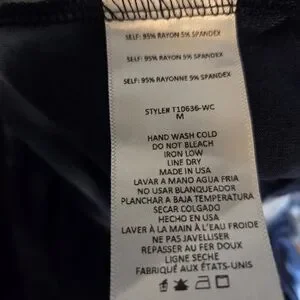 SELF: 95% RAYON 5% SPANDEX
SELF: 95% RAYON 5% SPANDEX
SELF: 95% RAYONNE 5% SPANDEX
STYLE# T10636-WC
M
HAND WASH COLD
DO NOT BLEACH
IRON LOW
LINE DRY
MADE IN USA
LAVAR A MANO AGUA FRIA
NO USAR BLANQUEADOR
PLANCHAR A BAJA TEMPERATURA
SECAR COLGADO
HECHO EN USA
LAVER À LA MAIN À L'EAU FROIDE
NE PAS JAVELLISER
REPASSER AU FER DOUX
LIGNE SÈCHE
FABRIQUÉ AUX ÉTATS-UNIS